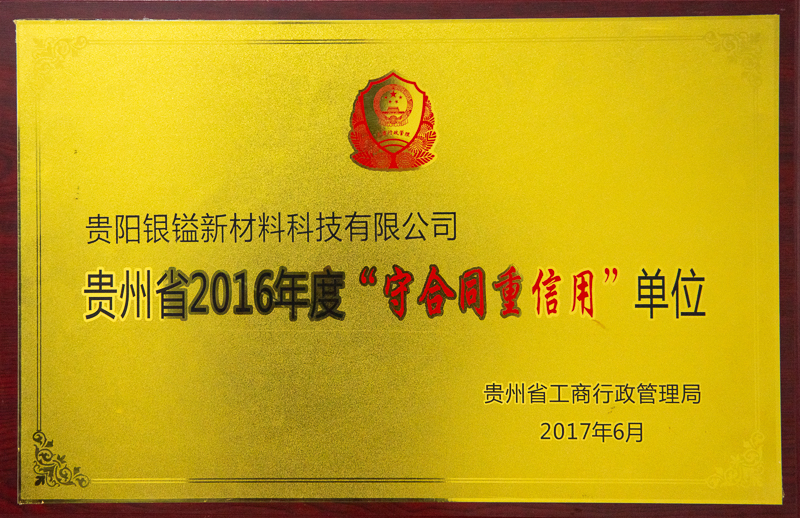 贵阳银镒新材料科技有限公司
贵州省2016年度“守合同重信用”单位
贵州省工商行政管理局
2017年6月